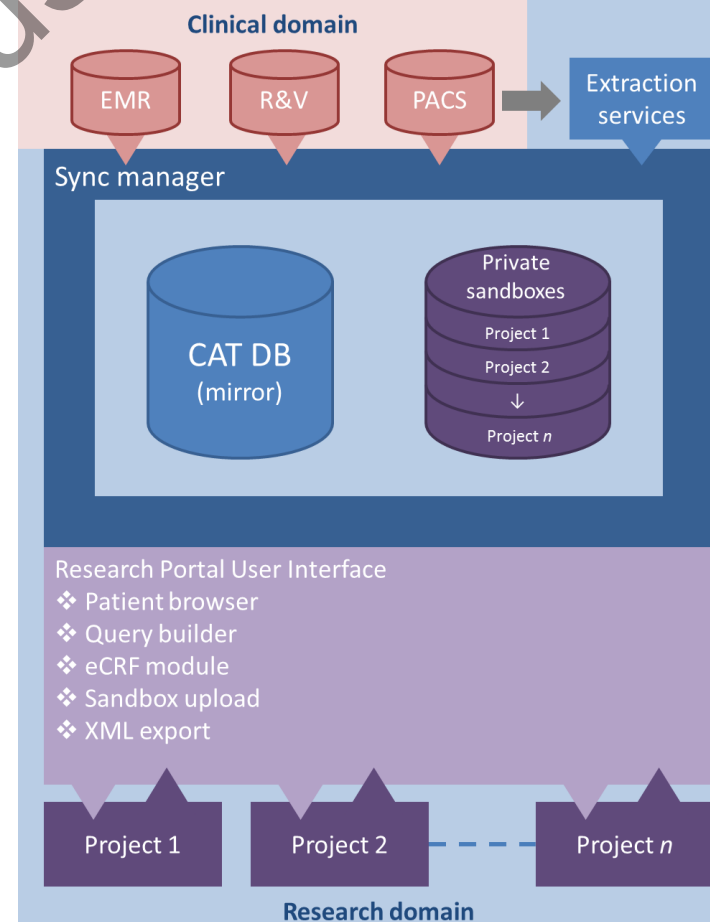 Clinical domain
EMR
R&V
PACS
Extraction
services
Sync manager
CAT DB
(mirror)
Private
sandboxes
Project 1
Project 2
↓
Project n
Research Portal User Interface
❖ Patient browser
❖ Query builder
❖ eCRF module
❖ Sandbox upload
❖ XML export
Project 1
Project 2
Project n
Research domain